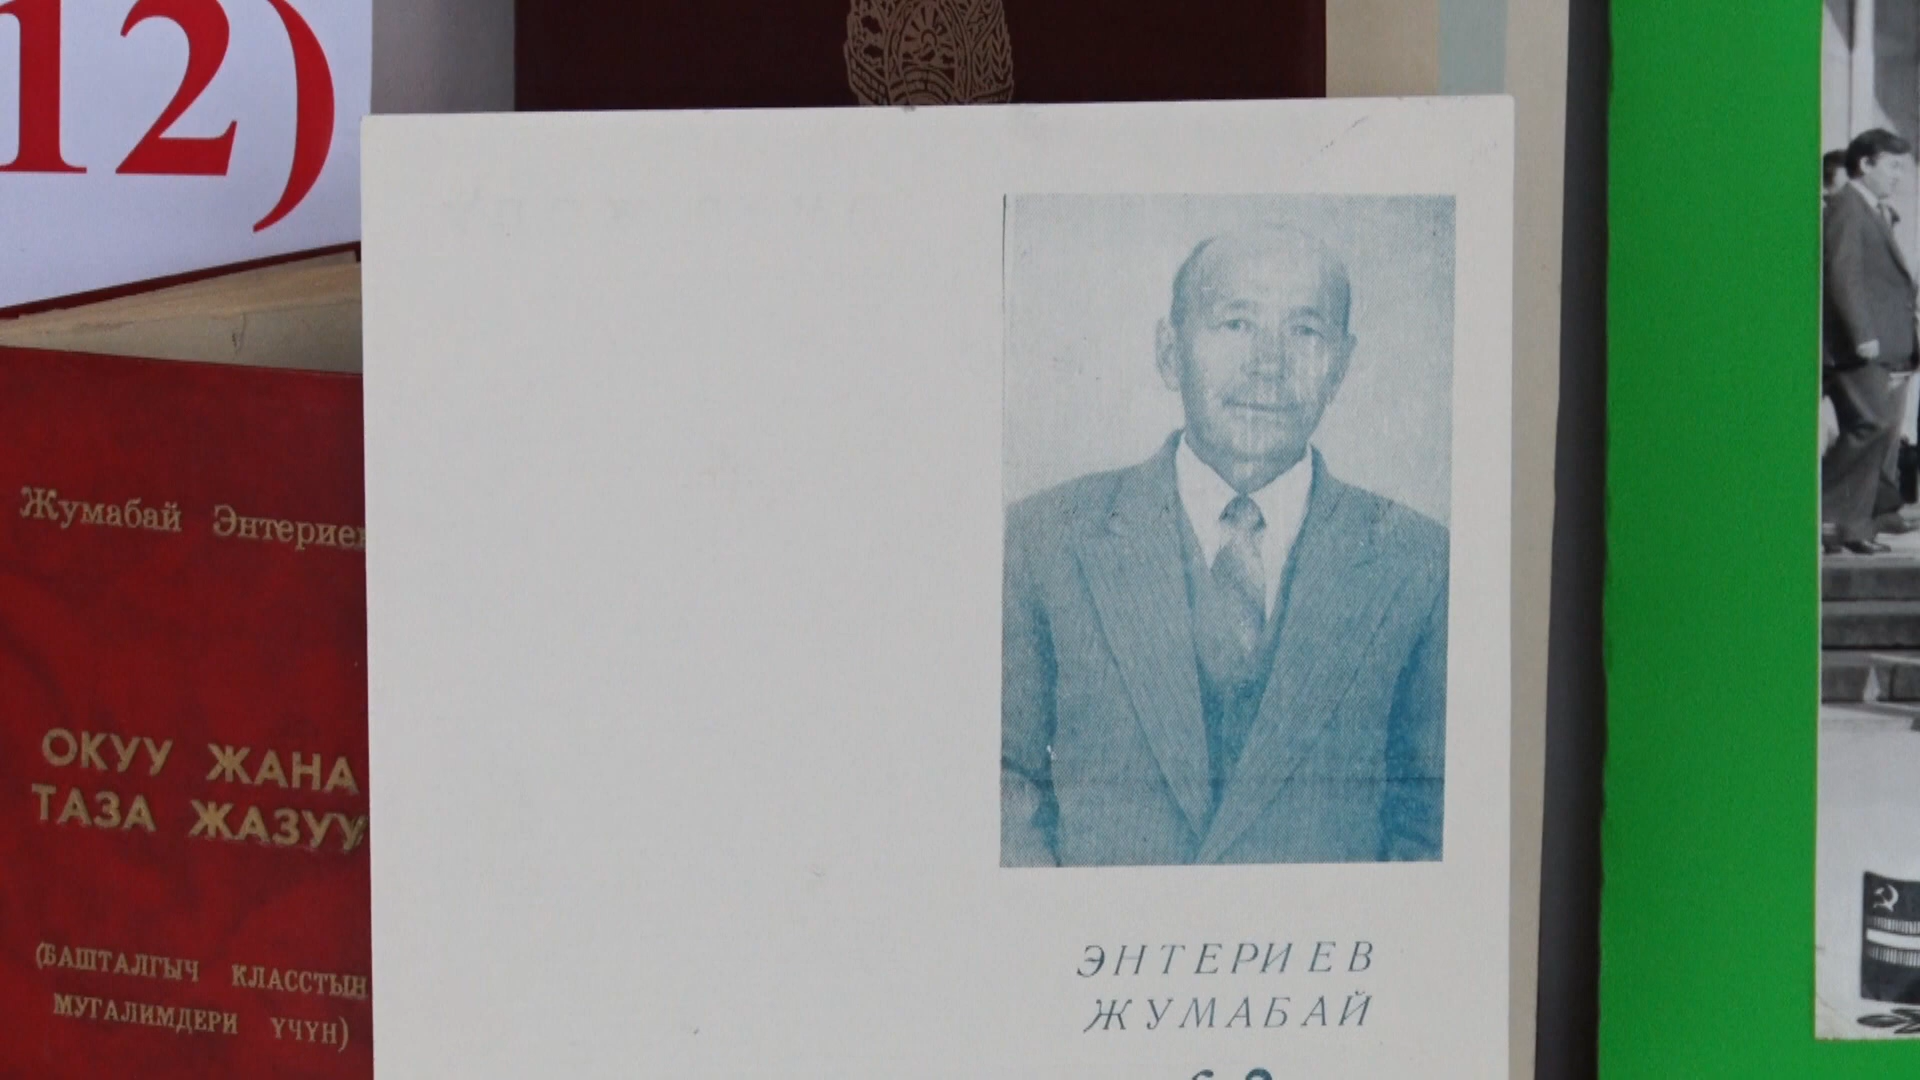 12)
Жумабай Энтериев
ОКУУ ЖАНА
ТАЗА ЖАЗУУ
(БАШТАЛГЫЧ КЛАССТЫН
МУГАЛИМДЕРИ ҮЧҮН)
ЭНТЕРИЕВ
ЖУМАБАЙ